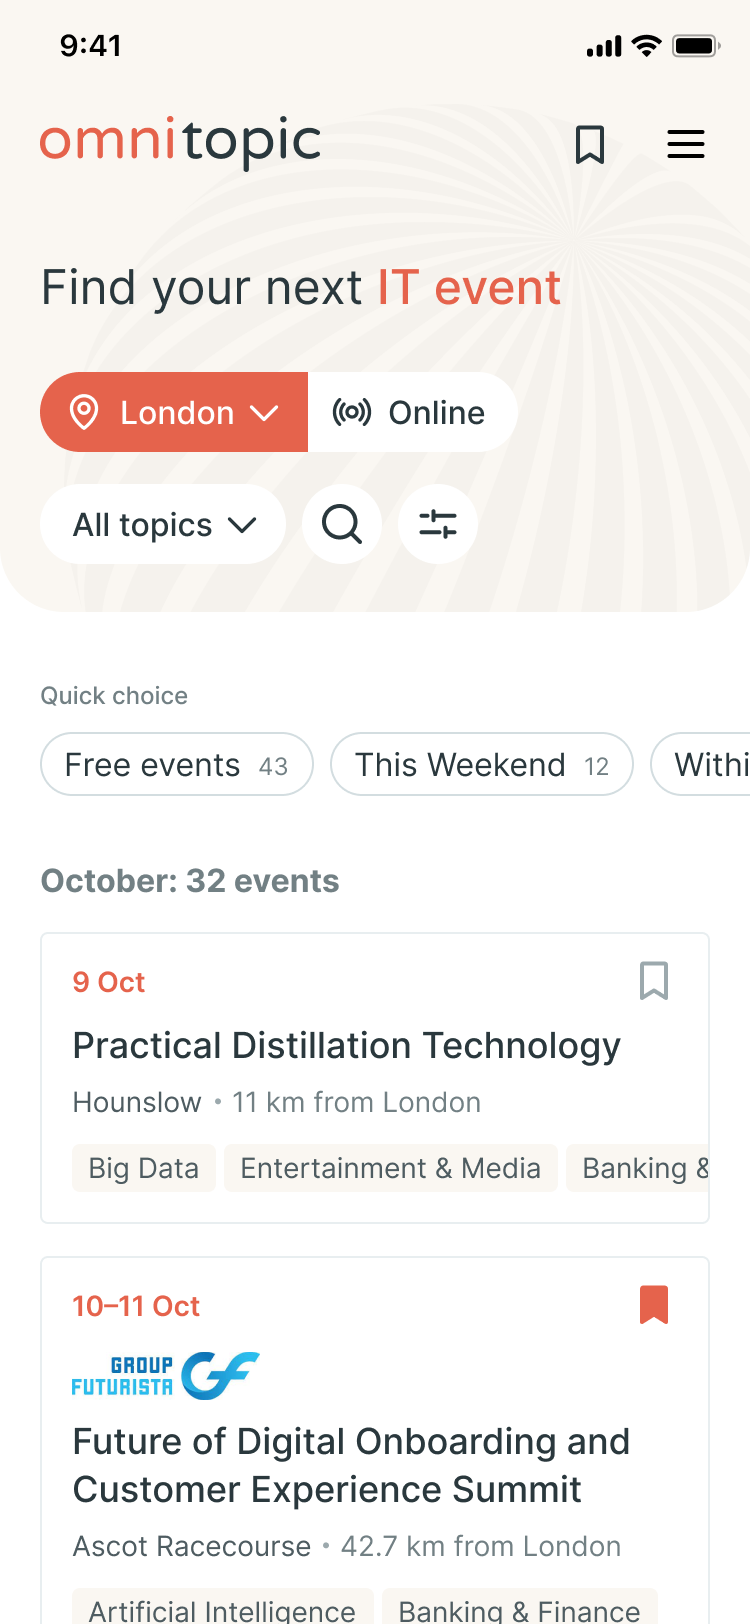 9:41
omnitopic
Find your next IT event
London
Online
All topics
Quick choice
Free events 43
This Weekend 12
Withi
October: 32 events
9 Oct
Practical Distillation Technology
Hounslow • 11 km from London
Big Data
Entertainment & Media
Banking &
10–11 Oct
GROUP
FUTURISTA
GF
Future of Digital Onboarding and
Customer Experience Summit
Ascot Racecourse • 42.7 km from London
Artificial Intelligence
Banking & Finance